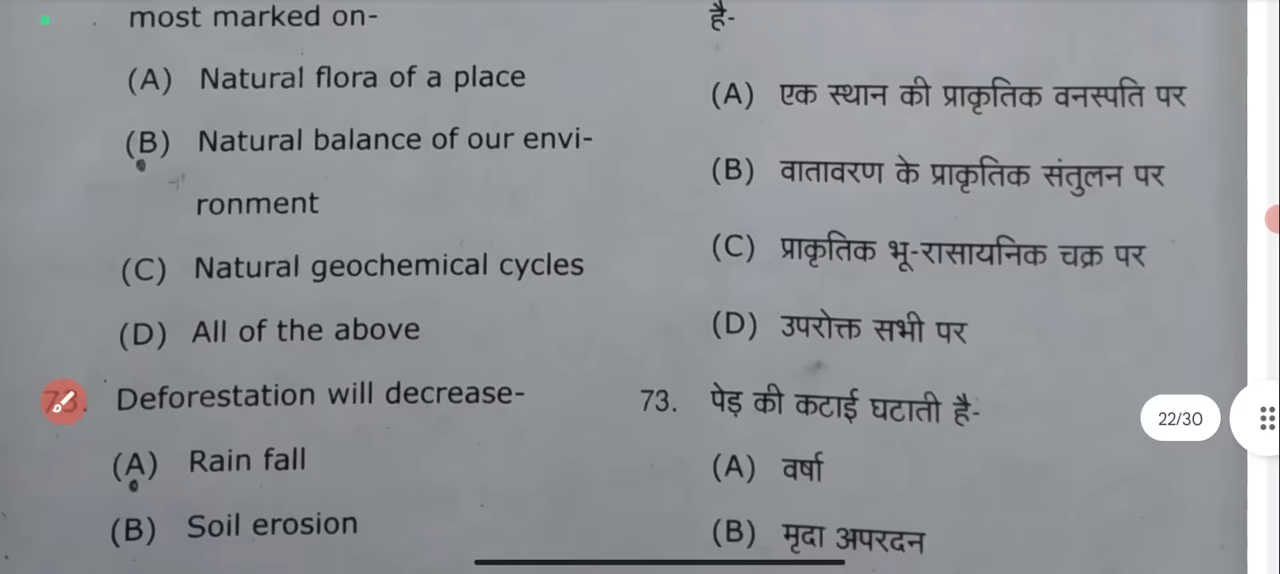 most marked on-
(A) Natural flora of a place
(B) Natural balance of our envi-
ronment
(C) Natural geochemical cycles
(D) All of the above
Deforestation will decrease-
(A) Rain fall
(B) Soil erosion
है-
(A) एक स्थान की प्राकृतिक वनस्पति पर
(B) वातावरण के प्राकृतिक संतुलन पर
(C) प्राकृतिक भू-रासायनिक चक्र पर
(D) उपरोक्त सभी पर
73. पेड़ की कटाई घटाती है-
(A) वर्षा
(B) मृदा अपरदन
22/30